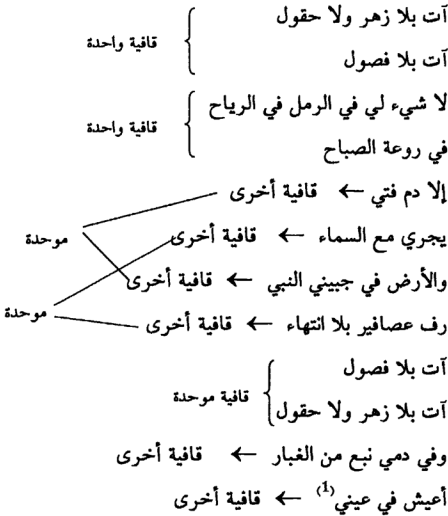 آت بلا زهر ولا حقول
قافية واحدة
آت بلا فصول
لا شيء لي في الرمل في الرياح
قافية واحدة
في روعة الصباح
إلا دم فتي ← قافية أخرى
يجري مع السماء ← قافية أخرى
موحدة
والأرض في جبيني النبي ← قافية أخرى
موحدة
رف عصافير بلا انتهاء ← قافية أخرى
آت بلا فصول
قافية موحدة
آت بلا زهر ولا حقول
وفي دمي نبع من الغبار ← قافية أخرى
أعيش في عيني(1) ← قافية أخرى